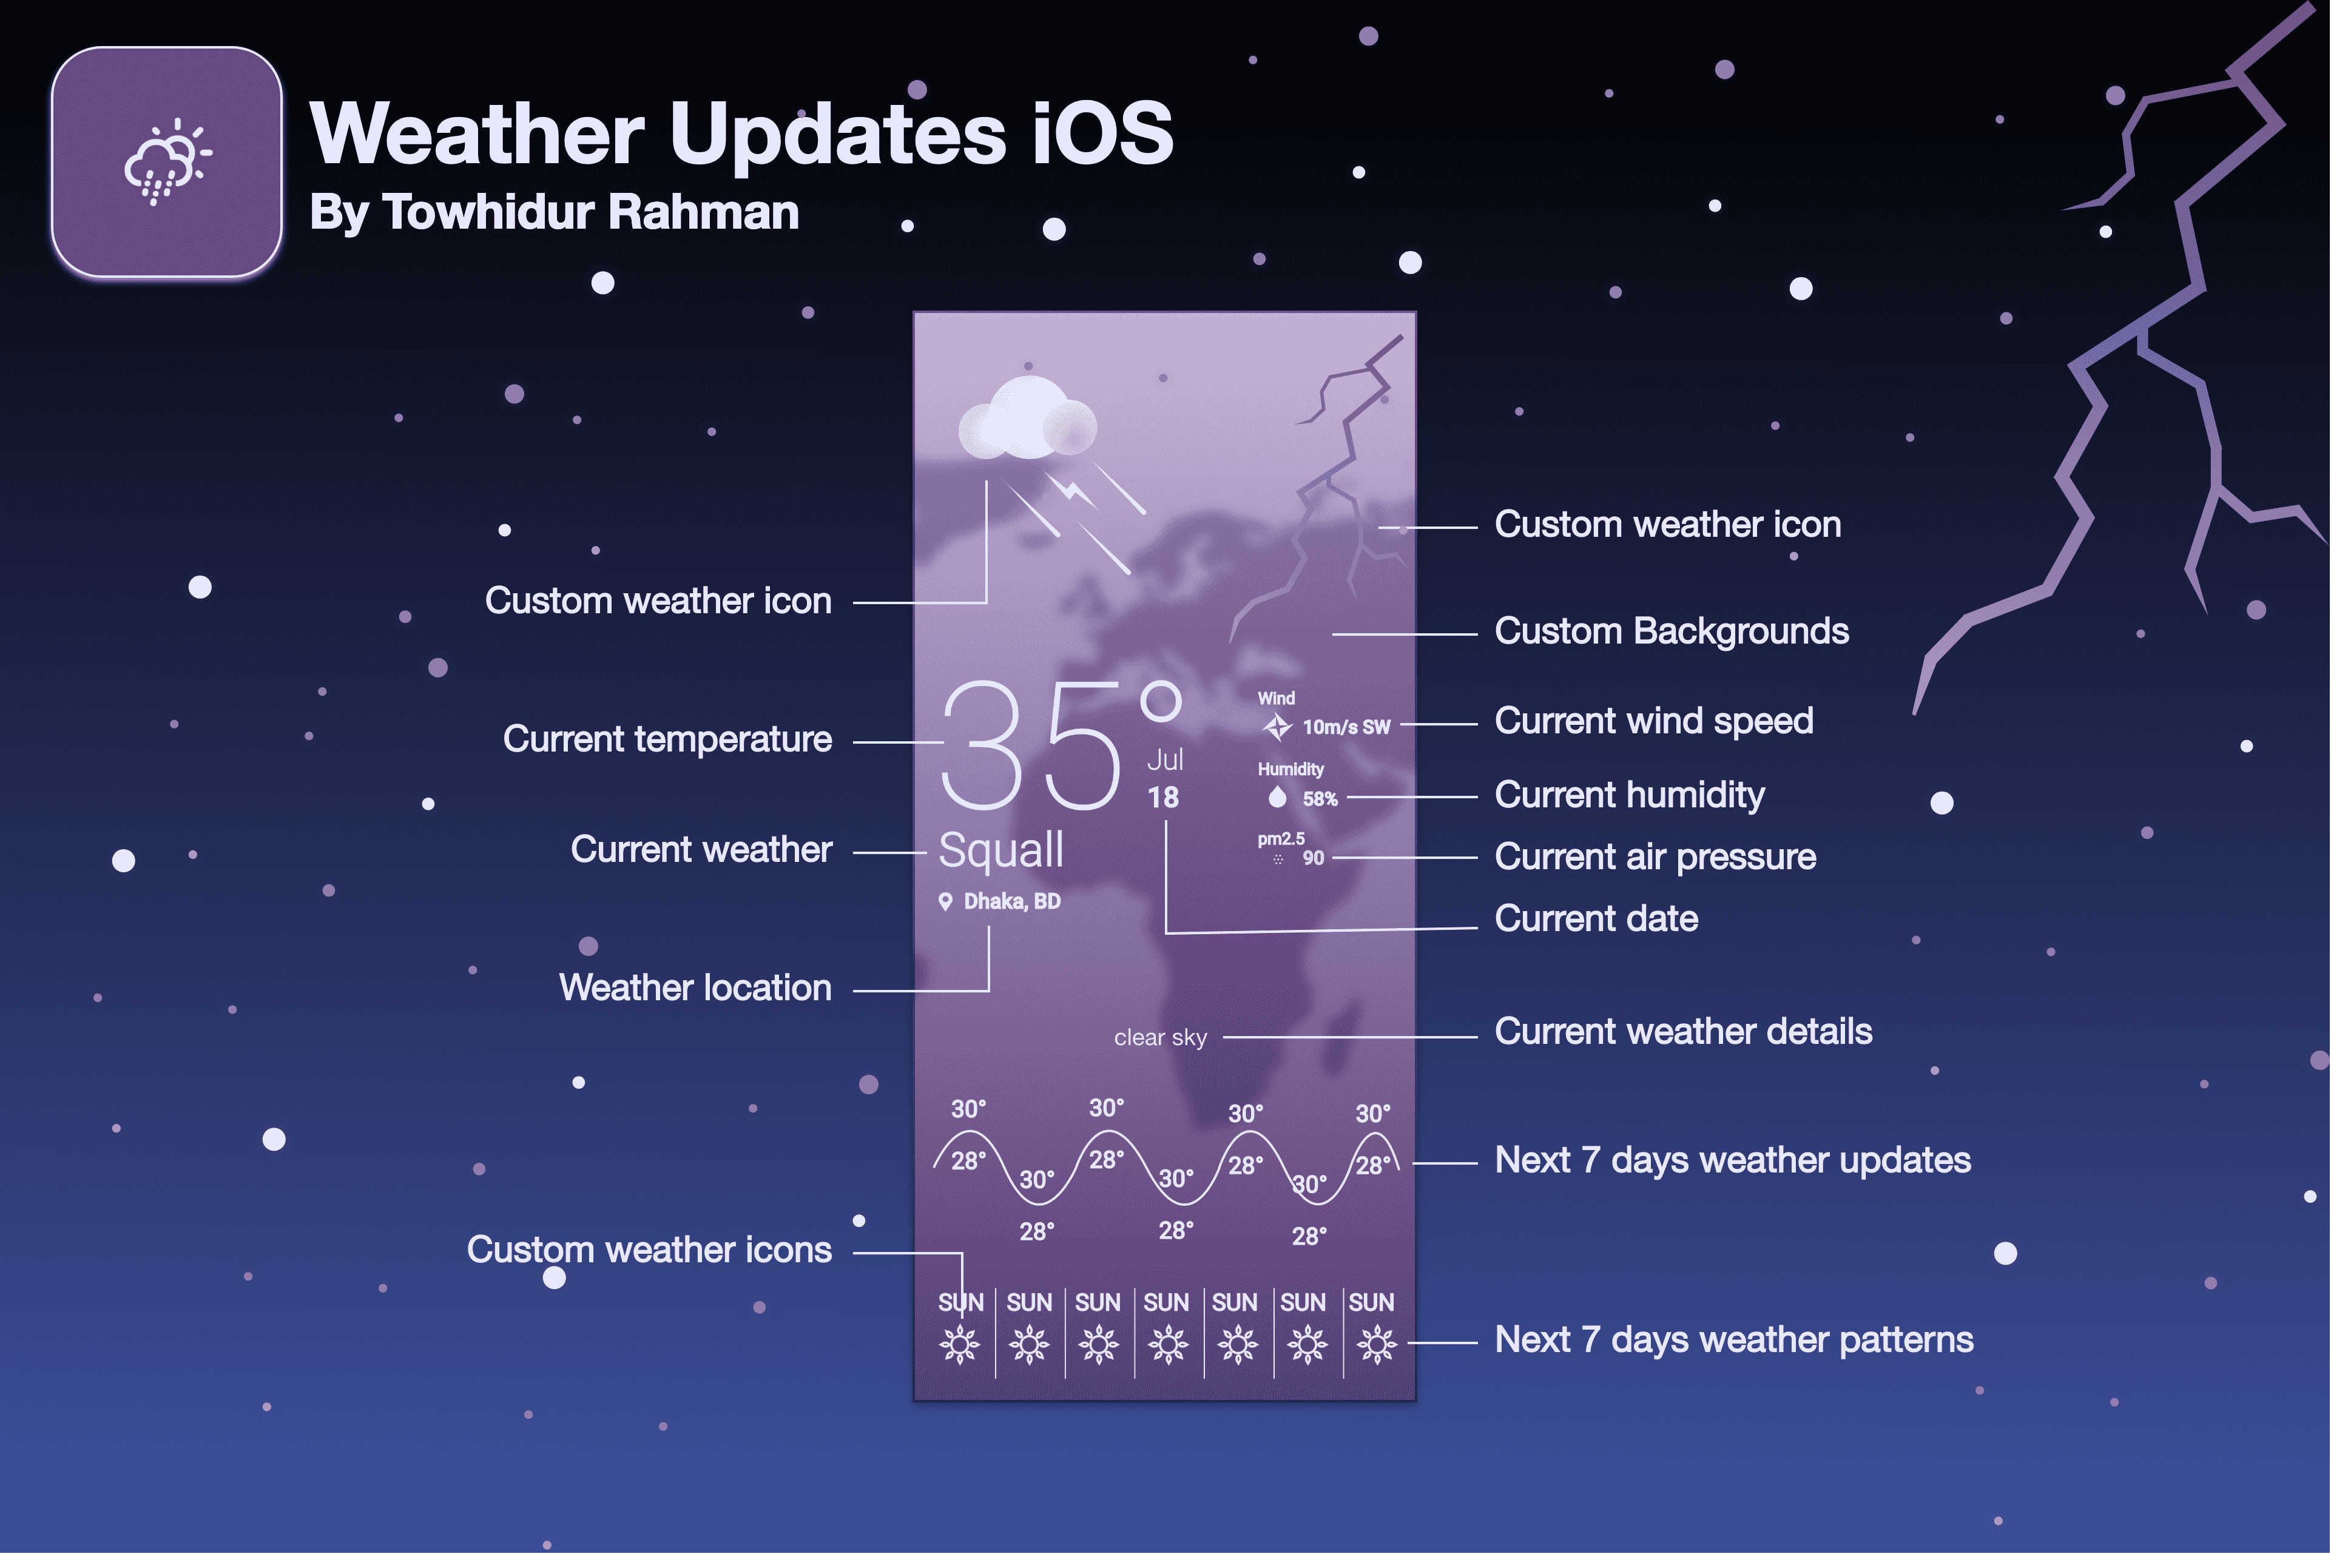 Weather Updates iOS
By Towhidur Rahman
Custom weather icon
Custom weather icon
Custom Backgrounds
35°
Jul
18
Wind
10m/s SW
Current wind speed
Current temperature
Humidity
58%
Current humidity
Current weather
Squall
pm2.5
90
Current air pressure
Dhaka, BD
Current date
Weather location
clear sky
Current weather details
30° 30° 30° 30°
28° 28° 28° 28°
Next 7 days weather updates
30° 30° 30°
28° 28° 28°
Custom weather icons
SUN SUN SUN SUN SUN SUN SUN
Next 7 days weather patterns